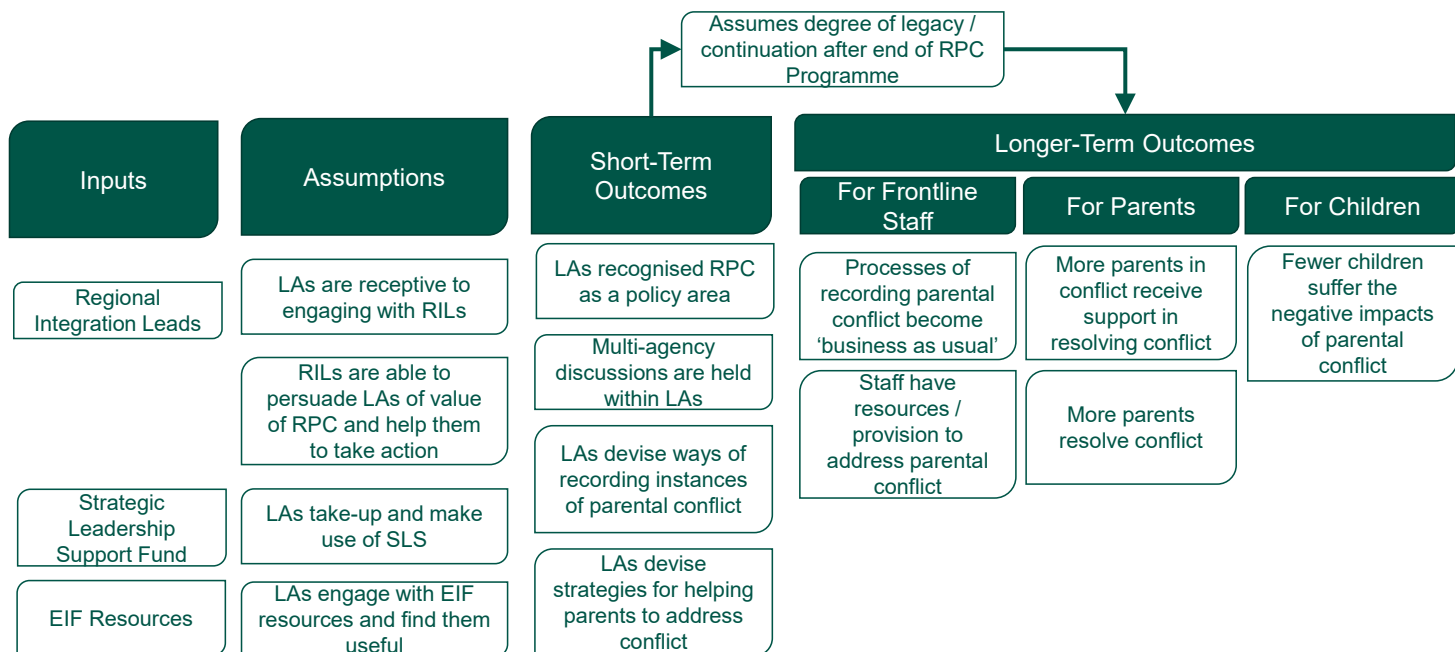 Assumes degree of legacy /
continuation after end of RPC
Programme
Inputs
Regional
Integration Leads
Strategic
Leadership
Support Fund
EIF Resources
Assumptions
LAs are receptive to
engaging with RILs
RILs are able to
persuade LAs of value
of RPC and help them
to take action
LAs take-up and make
use of SLS
LAs engage with EIF
resources and find them
useful
Short-Term
Outcomes
LAs recognised RPC
as a policy area
Multi-agency
discussions are held
within LAs
LAs devise ways of
recording instances
of parental conflict
LAs devise
strategies for helping
parents to address
conflict
Longer-Term Outcomes
For Frontline
Staff
Processes of
recording parental
conflict become
‘business as usual’
Staff have
resources /
provision to
address parental
conflict
For Parents
More parents in
conflict receive
support in
resolving conflict
More parents
resolve conflict
For Children
Fewer children
suffer the
negative impacts
of parental
conflict